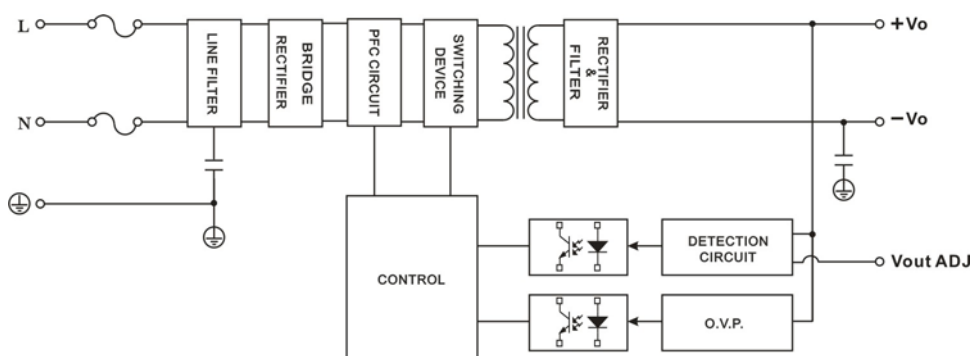 L
N
LINE FILTER
BRIDGE
RECTIFIER
PFC CIRCUIT
SWITCHING
DEVICE
RECTIFIER
&
FILTER
+Vo
−Vo
CONTROL
DETECTION
CIRCUIT
Vout ADJ
O.V.P.